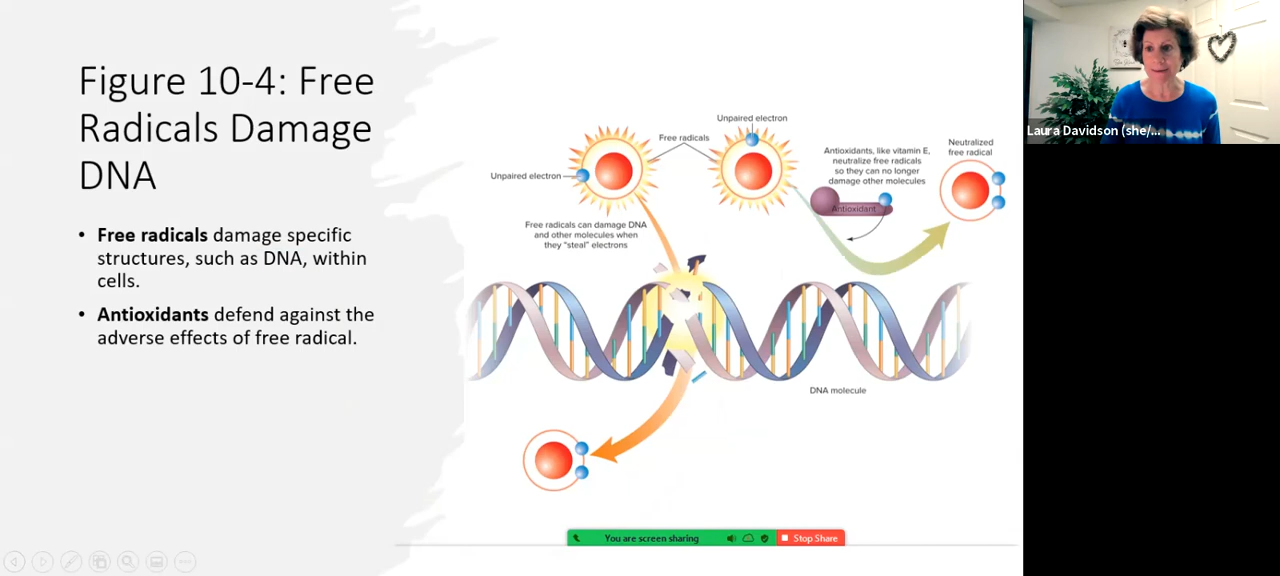 Figure 10-4: Free
Radicals Damage
DNA
• Free radicals damage specific
structures, such as DNA, within
cells.
• Antioxidants defend against the
adverse effects of free radical.
Unpaired electron
Free radicals
Unpaired electron
Free radicals can damage DNA
and other molecules when
they "steal" electrons
Antioxidants, like vitamin E,
neutralize free radicals
so they can no longer
damage other molecules
Antioxidant
Neutralized
free radical
DNA molecule
You are screen sharing
Stop Share
Laura Davidson (she/...